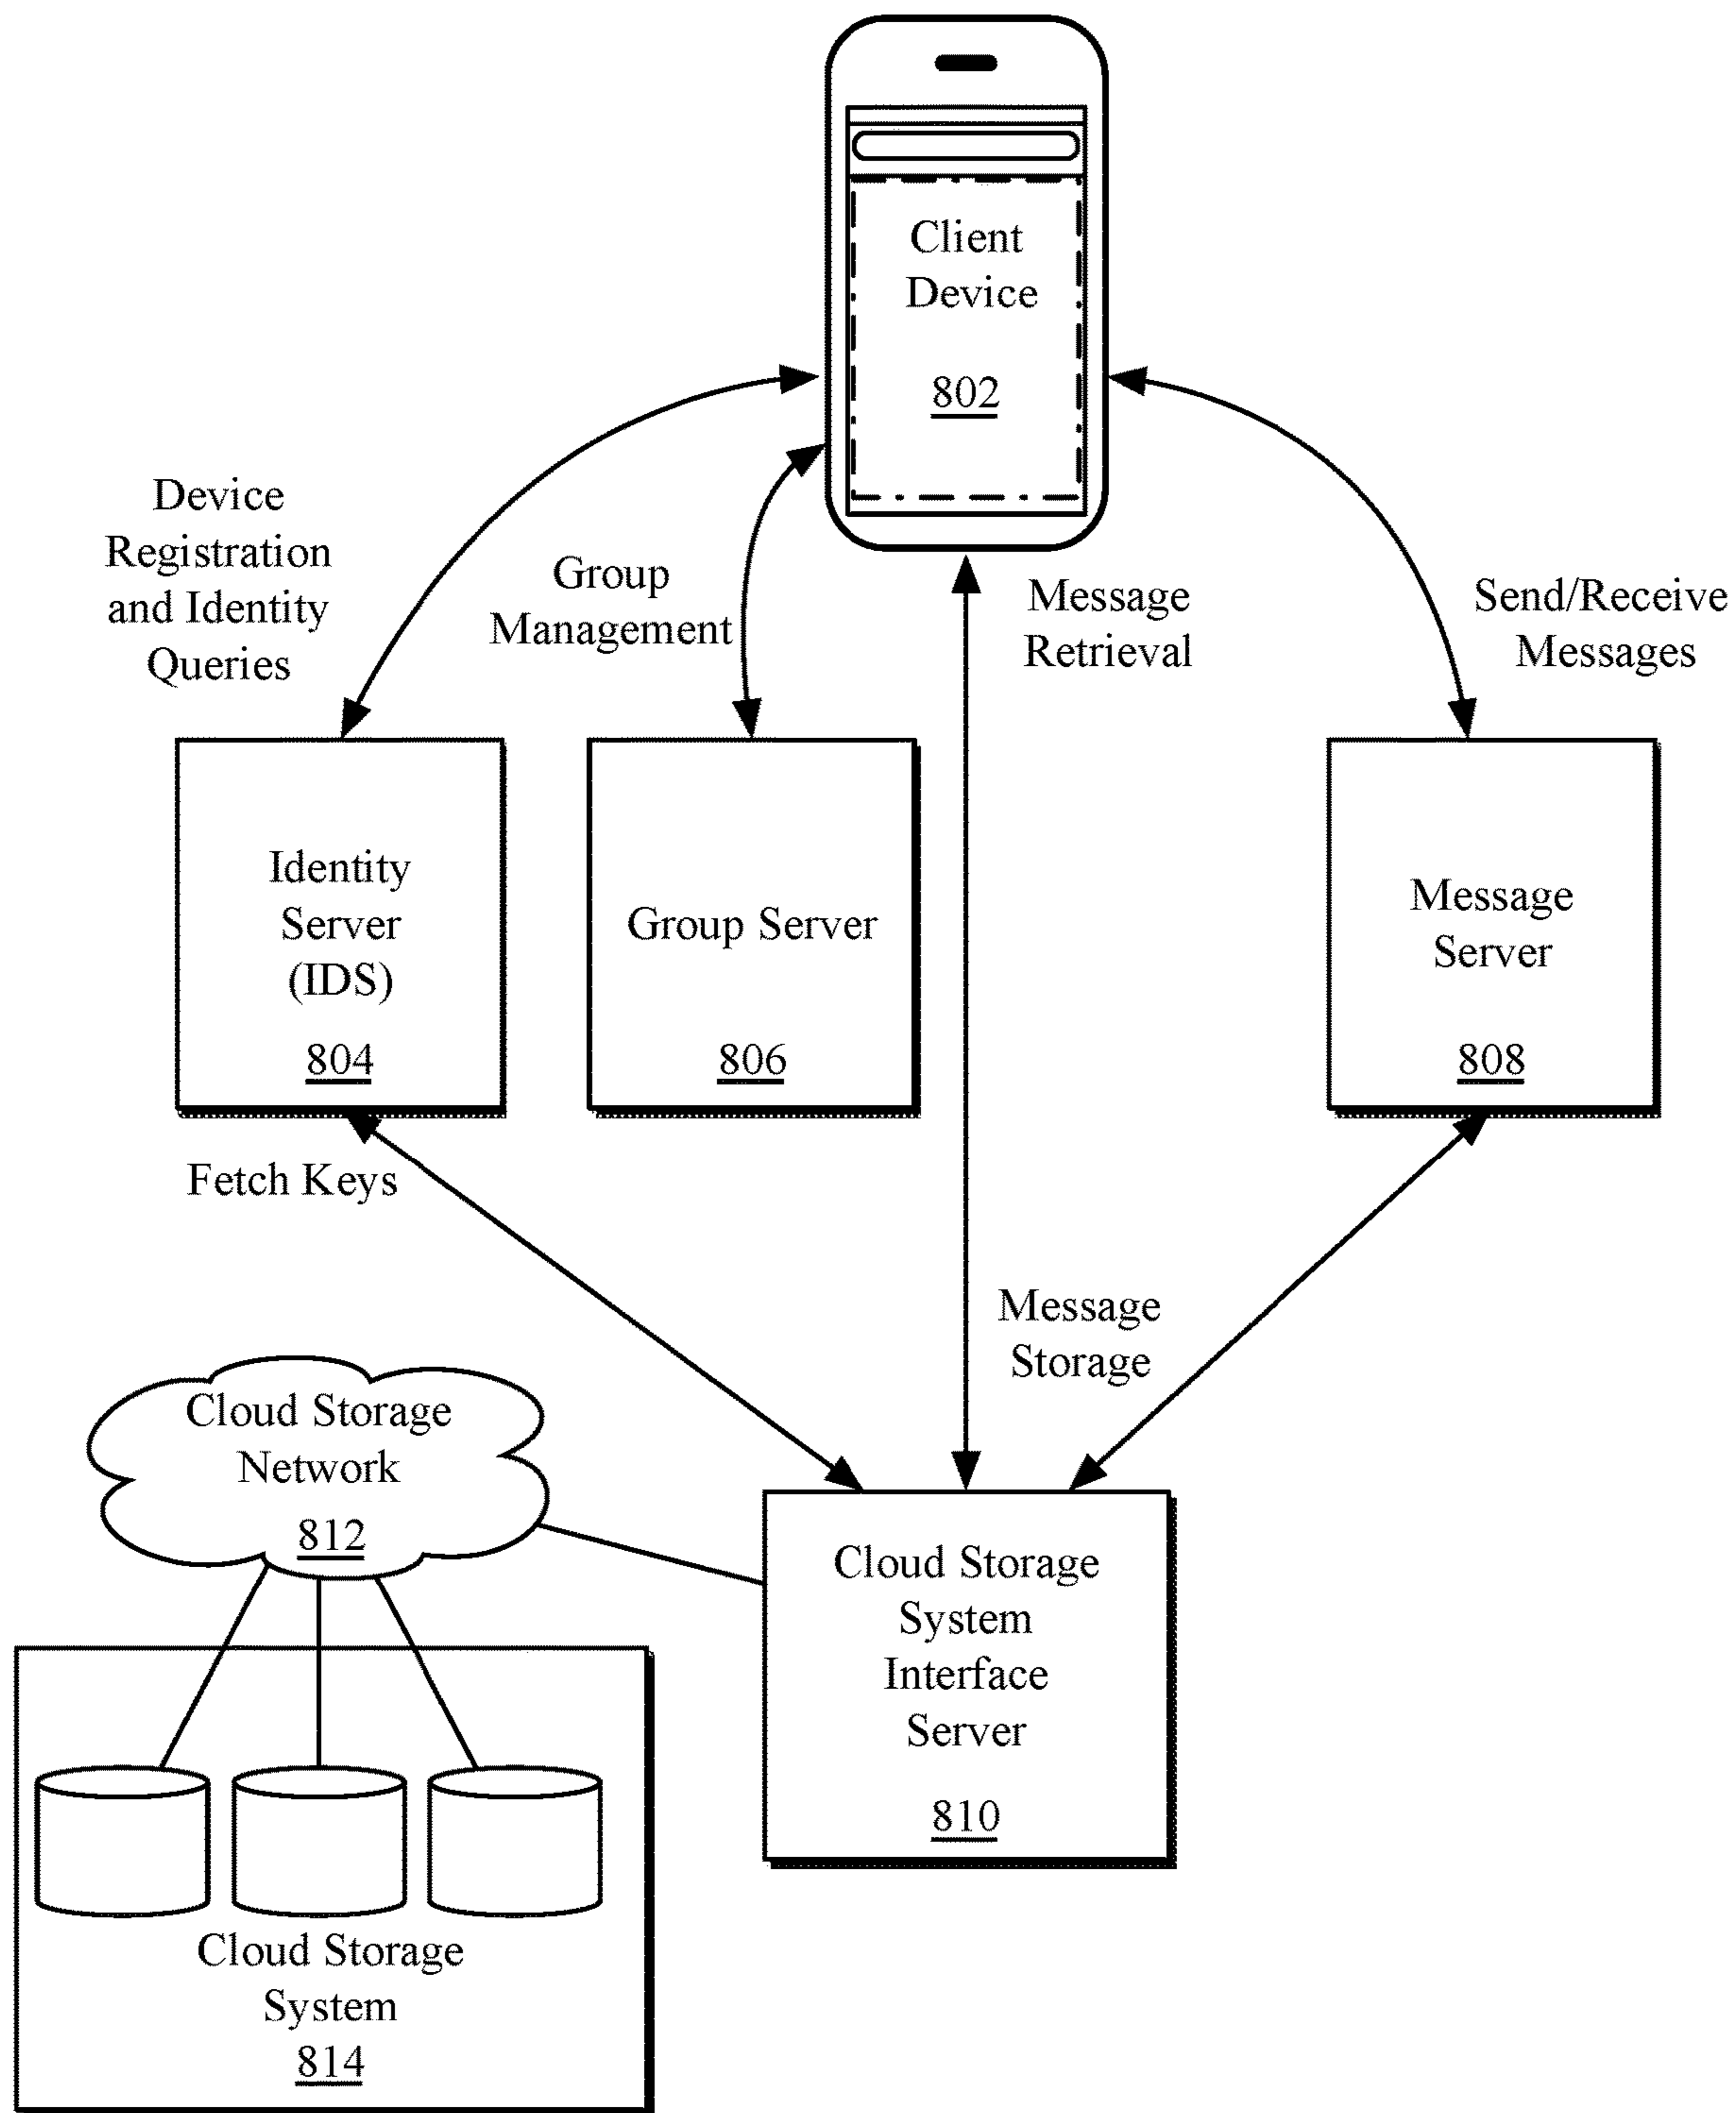 Client
Device
802
Device
Registration
and Identity
Queries
Group
Management
Message
Retrieval
Send/Receive
Messages
Identity
Server
(IDS)
804
Group Server
806
Message
Server
808
Fetch Keys
Message
Storage
Cloud Storage
Network
812
Cloud Storage
System
Interface
Server
810
Cloud Storage
System
814